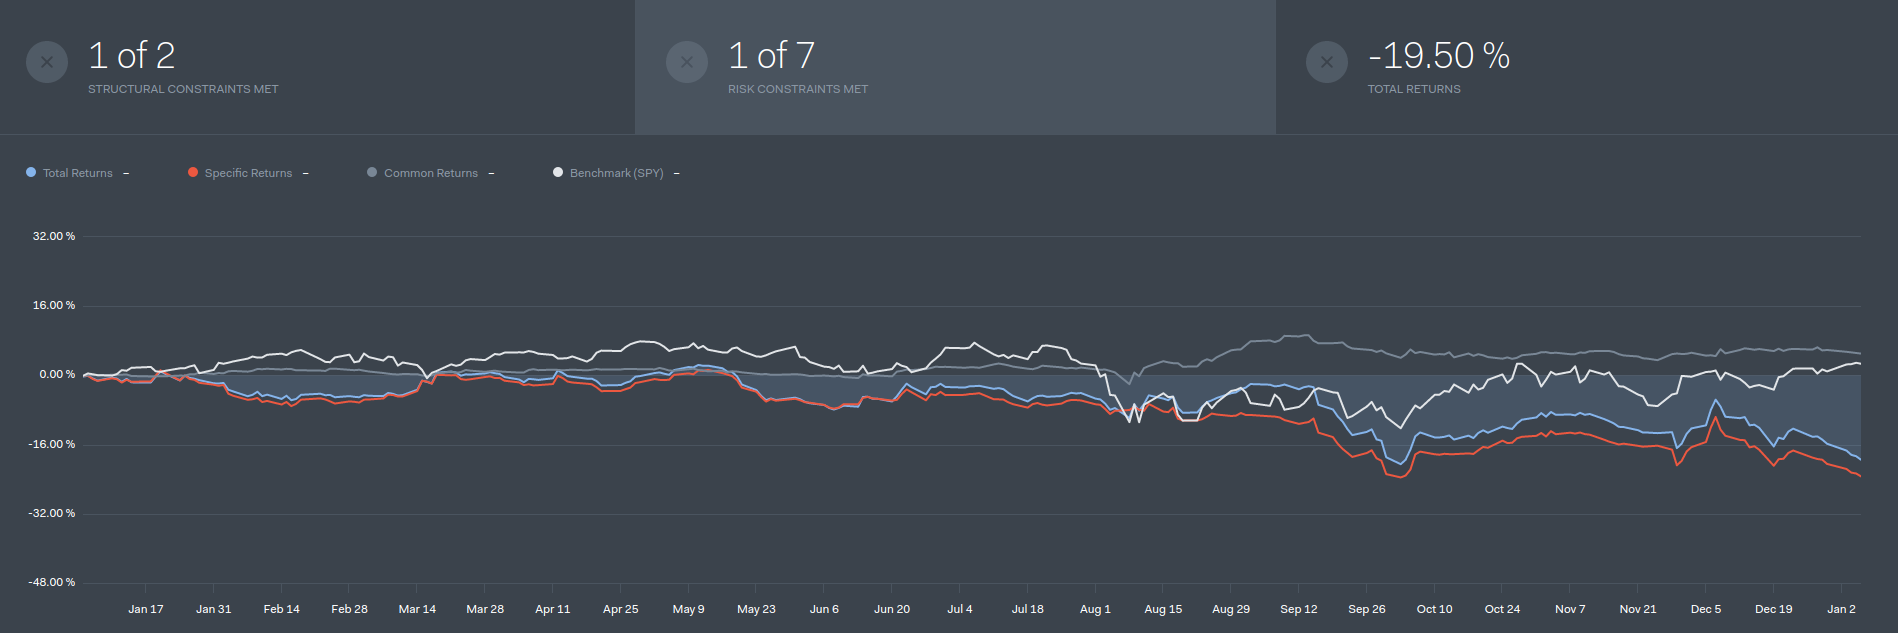 1 of 2
STRUCTURAL CONSTRAINTS MET
1 of 7
RISK CONSTRAINTS MET
-19.50 %
TOTAL RETURNS
Total Returns –
Specific Returns –
Common Returns –
Benchmark (SPY) –
32.00 %
16.00 %
0.00 %
-16.00 %
-32.00 %
-48.00 %
Jan 17 Jan 31 Feb 14 Feb 28 Mar 14 Mar 28 Apr 11 Apr 25 May 9 May 23 Jun 6 Jun 20 Jul 4 Jul 18 Aug 1 Aug 15 Aug 29 Sep 12 Sep 26 Oct 10 Oct 24 Nov 7 Nov 21 Dec 5 Dec 19 Jan 2